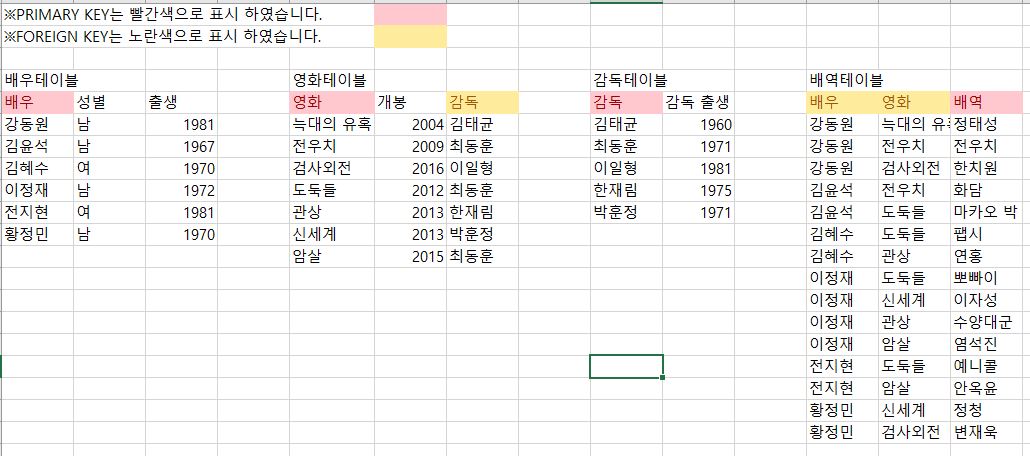 ※PRIMARY KEY는 빨간색으로 표시 하였습니다.
※FOREIGN KEY는 노란색으로 표시 하였습니다.
배우테이블 영화테이블 감독테이블 배역테이블
배우 성별 출생 영화 개봉 감독 감독 감독 출생 배우 영화 배역
강동원 남 1981 늑대의 유혹 2004 김태균 김태균 1960 강동원 늑대의 유 정태성
김윤석 남 1967 전우치 2009 최동훈 최동훈 1971 강동원 전우치 전우치
김혜수 여 1970 검사외전 2016 이일형 이일형 1981 강동원 검사외전 한치원
이정재 남 1972 도둑들 2012 최동훈 한재림 1975 김윤석 전우치 화담
전지현 여 1981 관상 2013 한재림 박훈정 1971 김윤석 도둑들 마카오 박
황정민 남 1970 신세계 2013 박훈정 김혜수 도둑들 팹시
암살 2015 최동훈 김혜수 관상 연홍
이정재 도둑들 뽀빠이
이정재 신세계 이자성
이정재 관상 수양대군
이정재 암살 염석진
전지현 도둑들 예니콜
전지현 암살 안옥윤
황정민 신세계 정청
황정민 검사외전 변재욱